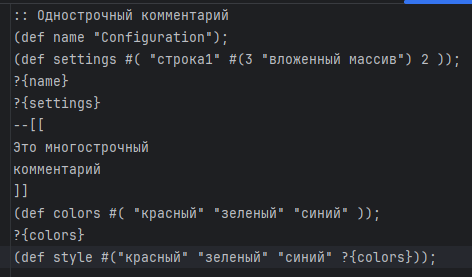 :: Однострочный комментарий
(def name "Configuration");
(def settings #( "строка1" #(3 "вложенный массив") 2 ));
?{name}
?{settings}
--[[
Это многострочный
комментарий
]]
(def colors #( "красный" "зеленый" "синий" ));
?{colors}
(def style #("красный" "зеленый" "синий" ?{colors}));